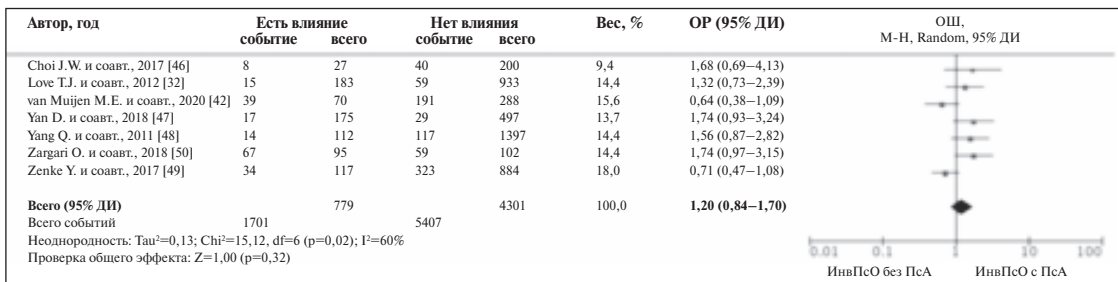 Автор, год Есть влияние Нет влияния Вес, % ОР (95% ДИ) ОШ,
событие всего событие всего M-H, Random, 95% ДИ
Choi J.W. и соавт., 2017 [46] 8 27 40 200 9,4 1,68 (0,69–4,13)
Love T.J. и соавт., 2012 [32] 15 183 59 933 14,4 1,32 (0,73–2,39)
van Muijen M.E. и соавт., 2020 [42] 39 70 191 288 15,6 0,64 (0,38–1,09)
Yan D. и соавт., 2018 [47] 17 175 29 497 13,7 1,74 (0,93–3,24)
Yang Q. и соавт., 2011 [48] 14 112 117 1397 14,4 1,56 (0,87–2,82)
Zargari O. и соавт., 2018 [50] 67 95 59 102 14,4 1,74 (0,97–3,15)
Zenke Y. и соавт., 2017 [49] 34 117 323 884 18,0 0,71 (0,47–1,08)
Всего (95% ДИ) 779 4301 100,0 1,20 (0,84–1,70)
Всего событий 1701 5407
Неоднородность: Tau²=0,13; Chi²=15,12, df=6 (p=0,02); I²=60%
Проверка общего эффекта: Z=1,00 (p=0,32)
0.01 0.1 1 10 100
ИнвПсО без ПсА ИнвПсО с ПсА